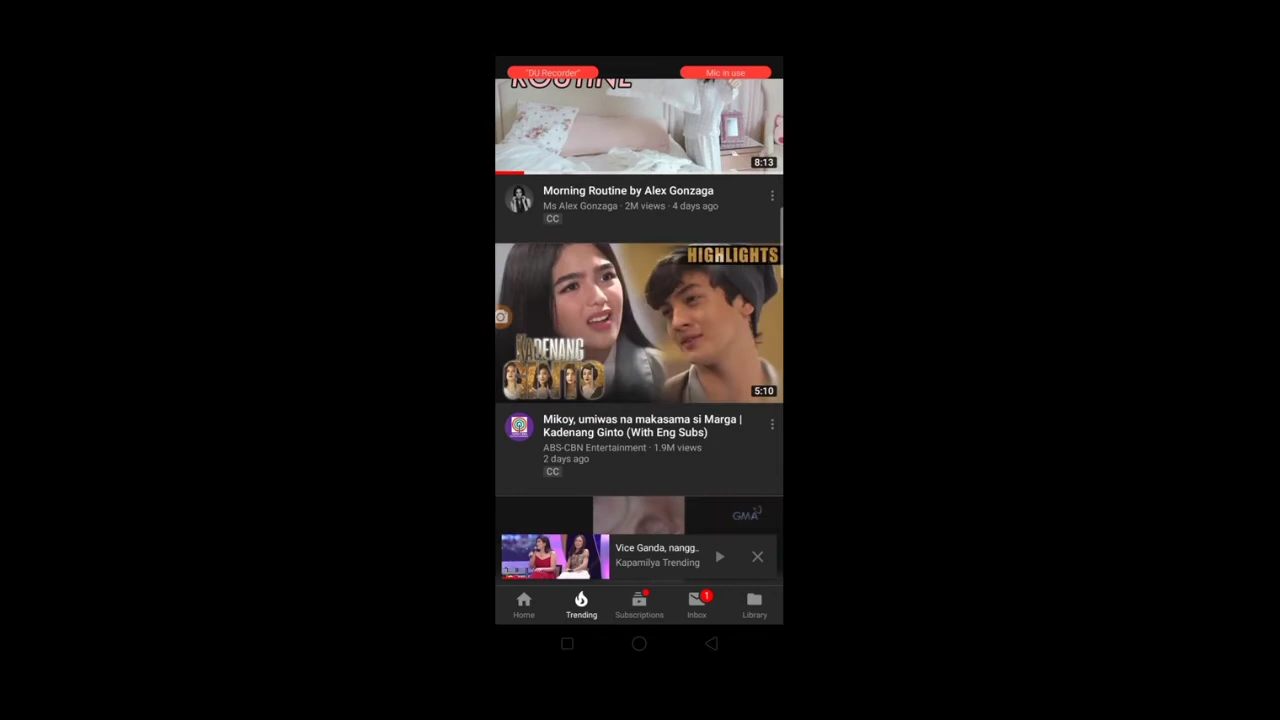 "DU Recorder"
Mic in use
ROUTINE
8:13
Morning Routine by Alex Gonzaga
Ms Alex Gonzaga · 2M views · 4 days ago
CC
HIGHLIGHTS
KADENANG
GINTO
5:10
Mikoy, umiwas na makasama si Marga |
Kadenang Ginto (With Eng Subs)
ABS-CBN Entertainment · 1.9M views
2 days ago
CC
GMA
Vice Ganda, nangg..
Kapamilya Trending
1
Home
Trending
Subscriptions
Inbox
Library